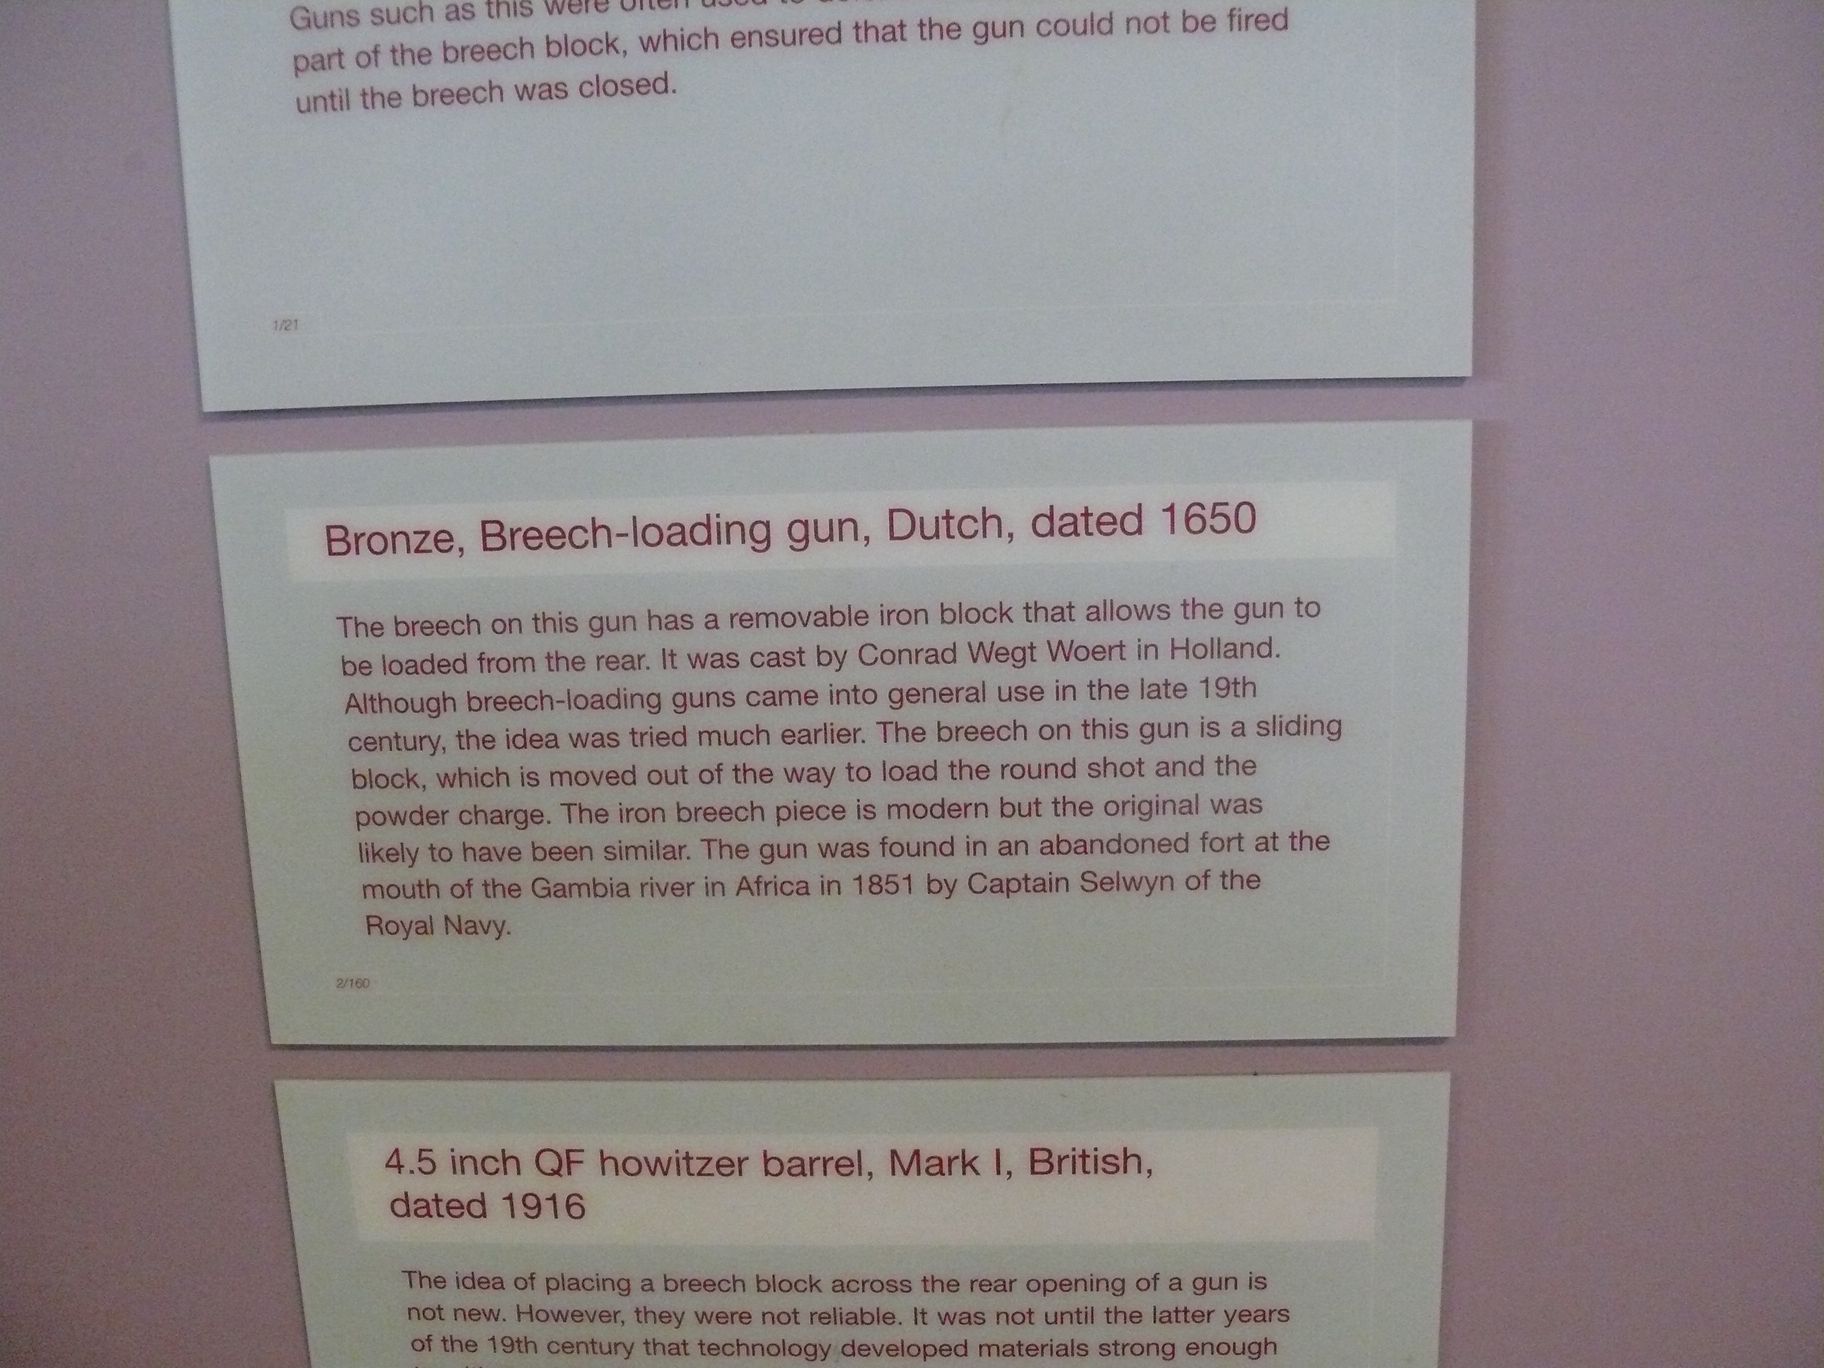 Guns such as this were often used to
part of the breech block, which ensured that the gun could not be fired
until the breech was closed.
1/21
Bronze, Breech-loading gun, Dutch, dated 1650
The breech on this gun has a removable iron block that allows the gun to
be loaded from the rear. It was cast by Conrad Wegt Woert in Holland.
Although breech-loading guns came into general use in the late 19th
century, the idea was tried much earlier. The breech on this gun is a sliding
block, which is moved out of the way to load the round shot and the
powder charge. The iron breech piece is modern but the original was
likely to have been similar. The gun was found in an abandoned fort at the
mouth of the Gambia river in Africa in 1851 by Captain Selwyn of the
Royal Navy.
2/160
4.5 inch QF howitzer barrel, Mark I, British,
dated 1916
The idea of placing a breech block across the rear opening of a gun is
not new. However, they were not reliable. It was not until the latter years
of the 19th century that technology developed materials strong enough